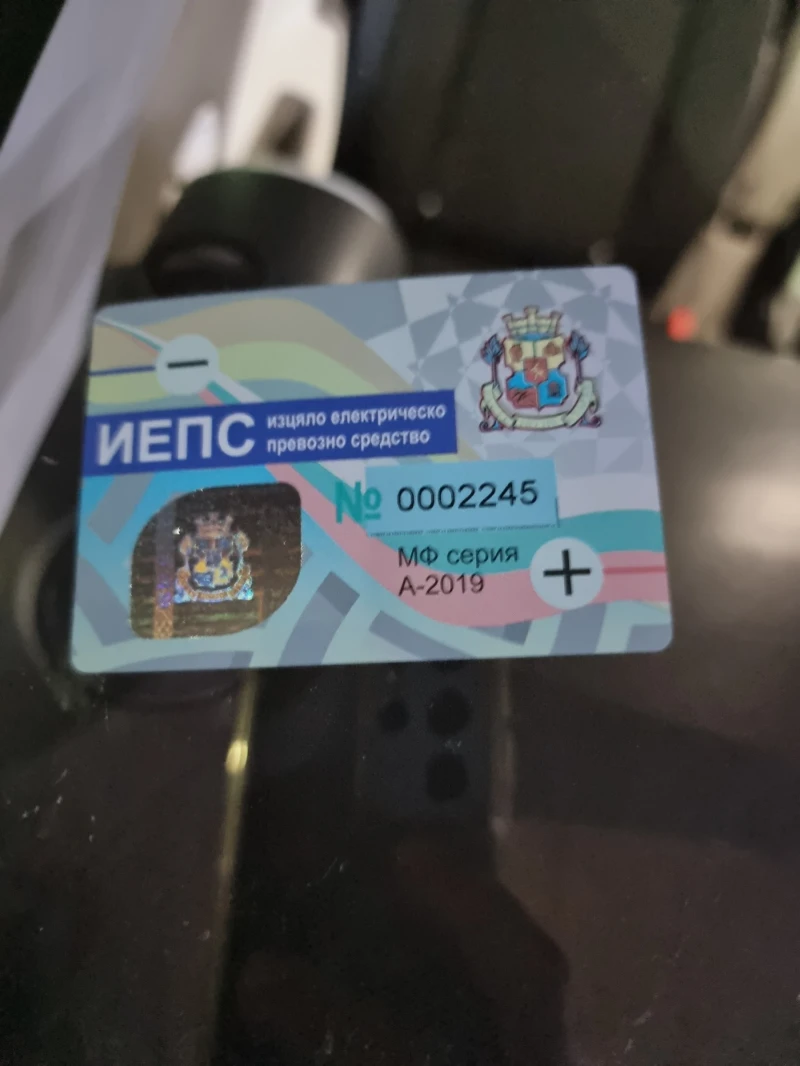 ИЕПС
изцяло електрическо
превозно средство
№ 0002245
МФ серия
А-2019